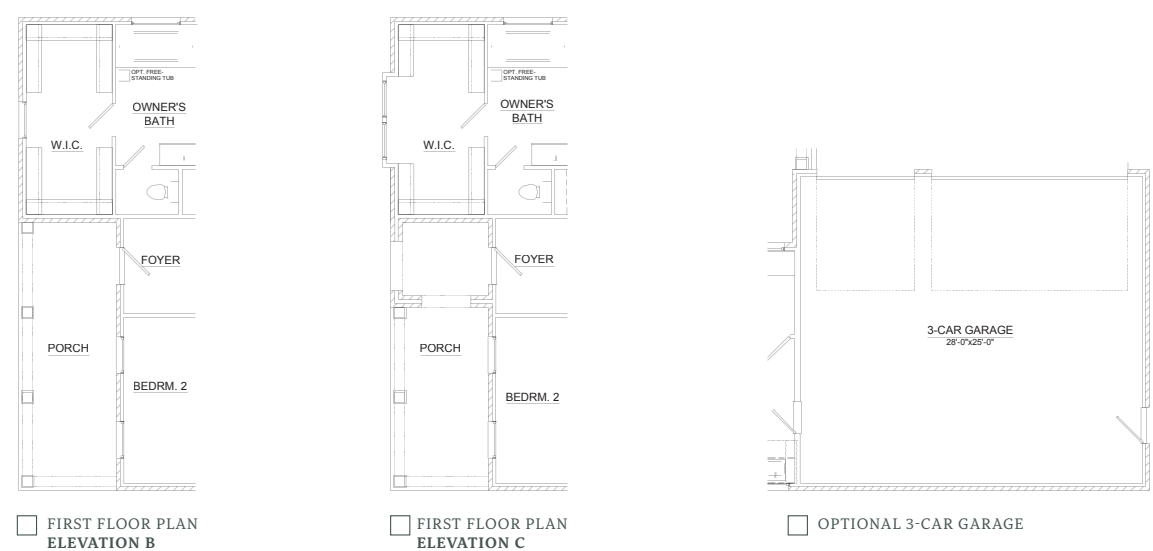 OPT. FREE-
STANDING TUB
OWNER'S
BATH
W.I.C.
FOYER
PORCH
BEDRM. 2
FIRST FLOOR PLAN
ELEVATION B
OPT. FREE-
STANDING TUB
OWNER'S
BATH
W.I.C.
FOYER
PORCH
BEDRM. 2
FIRST FLOOR PLAN
ELEVATION C
3-CAR GARAGE
28'-0"x25'-0"
OPTIONAL 3-CAR GARAGE